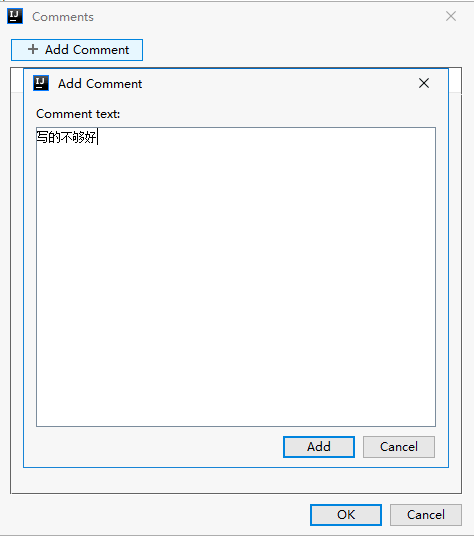 IJ Comments
+ Add Comment
IJ Add Comment
Comment text:
写的不够好
Add Cancel
OK Cancel